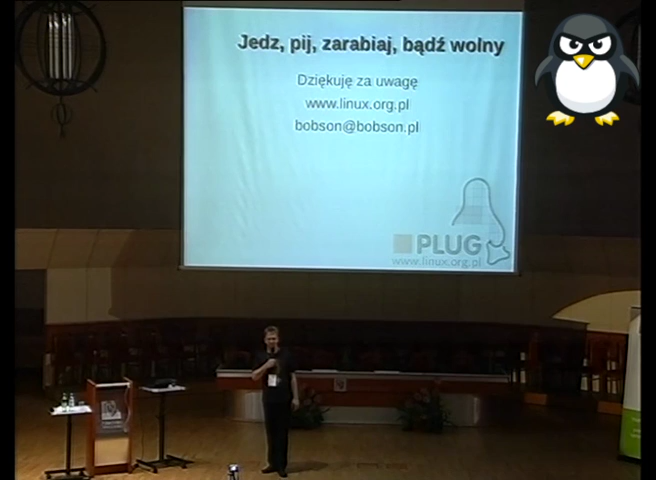 Jedz, pij, zarabiaj, bądź wolny
Dziękuję za uwagę
www.linux.org.pl
bobson@bobson.pl
PLUG
www.linux.org.pl